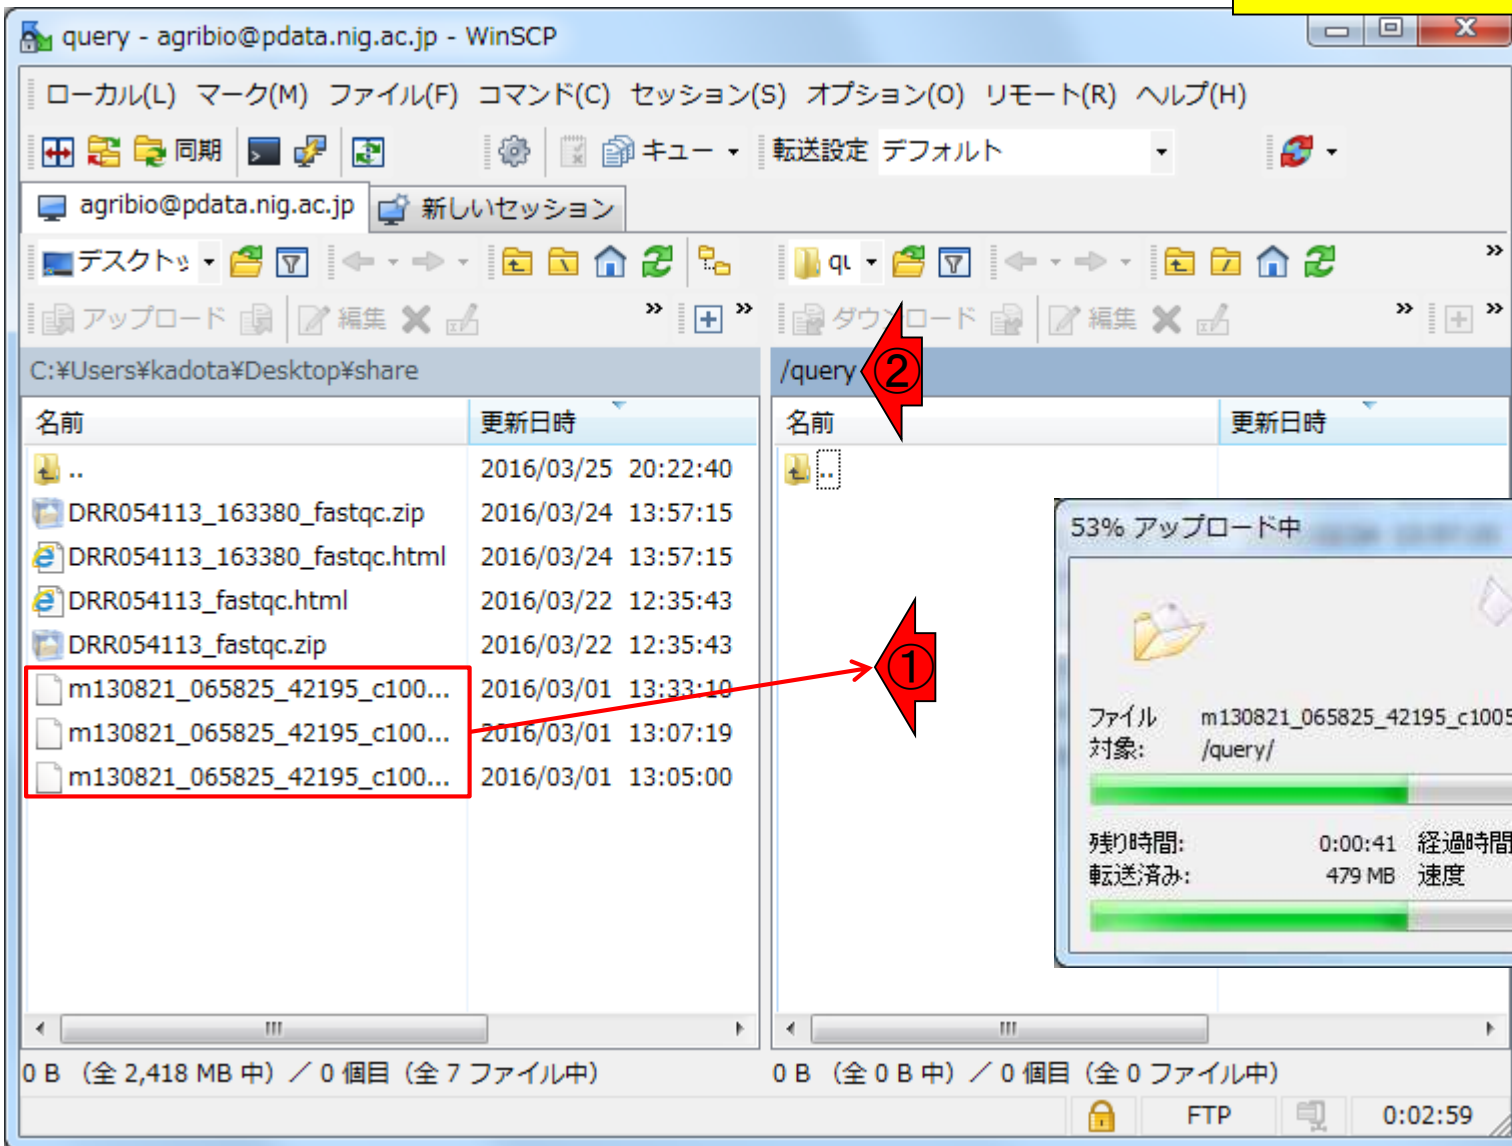 query - agribio@pdata.nig.ac.jp - WinSCP
ローカル(L) マーク(M) ファイル(F) コマンド(C) セッション(S) オプション(O) リモート(R) ヘルプ(H)
同期 キュー 転送設定 デフォルト
agribio@pdata.nig.ac.jp 新しいセッション
デスクトッ qu
アップロード 編集 » » ダウンロード 編集 » »
C:¥Users¥kadota¥Desktop¥share
/query ②
名前 更新日時
名前 更新日時
.. 2016/03/25 20:22:40
..
DRR054113_163380_fastqc.zip 2016/03/24 13:57:15
DRR054113_163380_fastqc.html 2016/03/24 13:57:15
DRR054113_fastqc.html 2016/03/22 12:35:43
DRR054113_fastqc.zip 2016/03/22 12:35:43
m130821_065825_42195_c100... 2016/03/01 13:33:10
m130821_065825_42195_c100... 2016/03/01 13:07:19
m130821_065825_42195_c100... 2016/03/01 13:05:00
①
53% アップロード中
ファイル m130821_065825_42195_c1005
対象: /query/
残り時間: 0:00:41 経過時間
転送済み: 479 MB 速度
0 B (全 2,418 MB 中) / 0 個目 (全 7 ファイル中)
0 B (全 0 B 中) / 0 個目 (全 0 ファイル中)
FTP 0:02:59